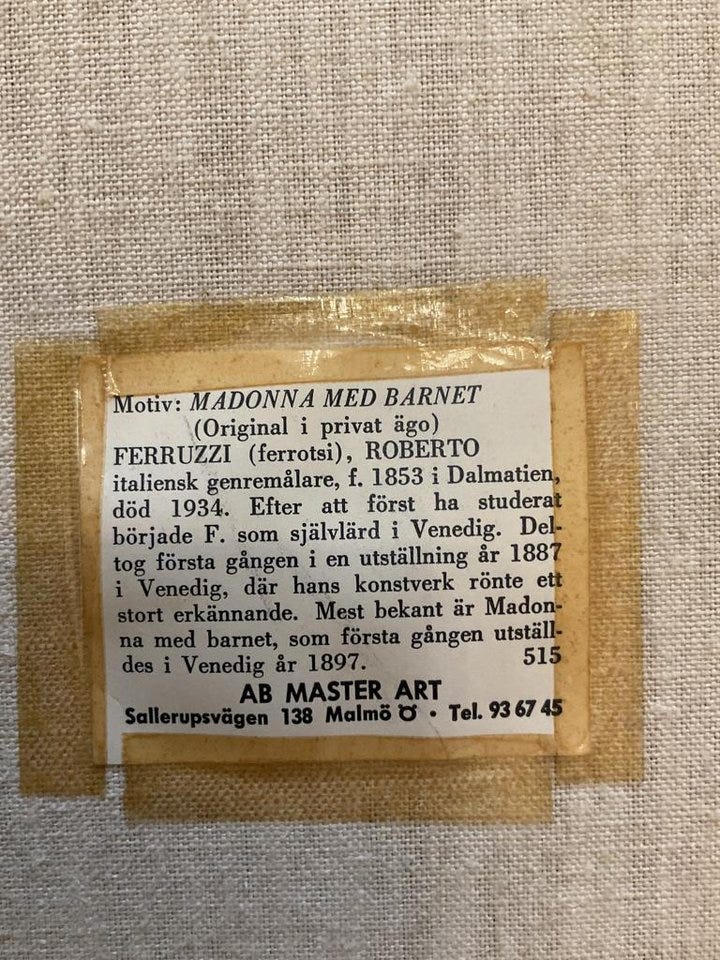 Motiv: MADONNA MED BARNET
(Original i privat ägo)
FERRUZZI (ferrotsi), ROBERTO
italiensk genremålare, f. 1853 i Dalmatien,
död 1934. Efter att först ha studerat
började F. som självlärd i Venedig. Del-
tog första gången i en utställning år 1887
i Venedig, där hans konstverk rönte ett
stort erkännande. Mest bekant är Madon-
na med barnet, som första gången utställ-
des i Venedig år 1897. 515
AB MASTER ART
Sallerupsvägen 138 Malmö Ö • Tel. 93 67 45